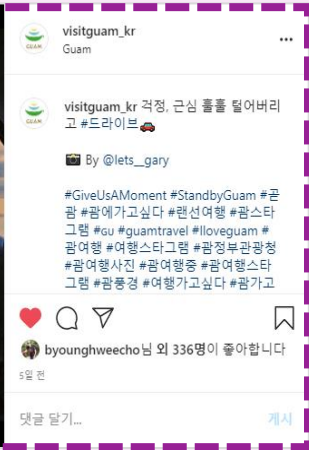 visitguam_kr
Guam
visitguam_kr 걱정, 근심 훌훌 털어버리
고 #드라이브
By @lets__gary
#GiveUsAMoment #StandbyGuam #곧
괌 #괌에가고싶다 #랜선여행 #괌스타
그램 #GU #guamtravel #Iloveguam #
괌여행 #여행스타그램 #괌정부관광청
#괌여행사진 #괌여행중 #괌여행스타
그램 #괌풍경 #여행가고싶다 #괌가고
byounghweecho님 외 336명이 좋아합니다
5일 전
댓글 달기...
게시